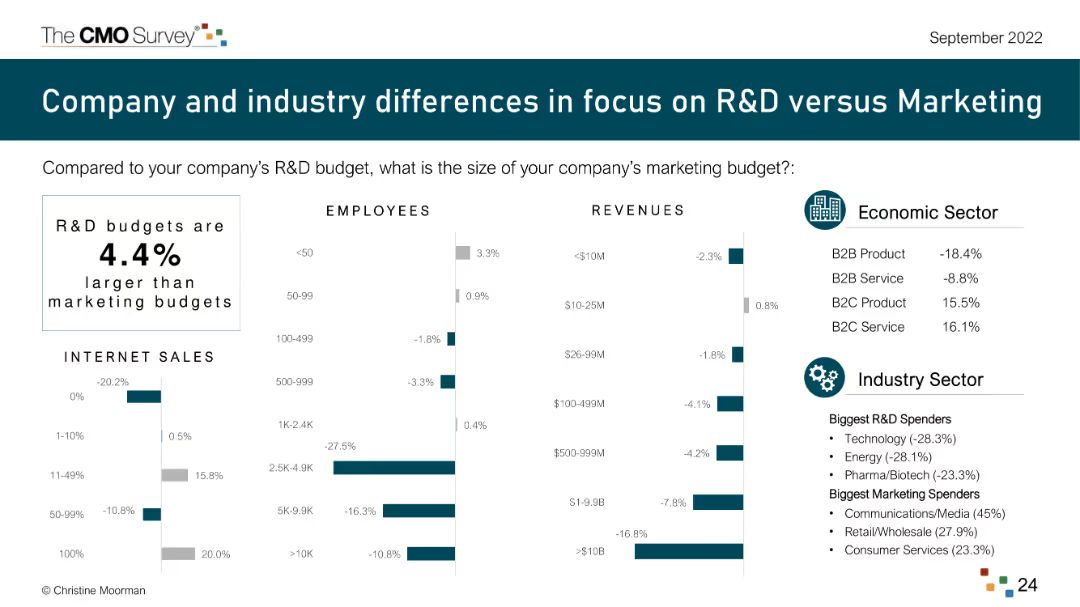 The CMO Survey®
September 2022
Company and industry differences in focus on R&D versus Marketing
Compared to your company's R&D budget, what is the size of your company's marketing budget?:
R&D budgets are
4.4%
larger than
marketing budgets
INTERNET SALES
0% -20.2%
1-10% 0.5%
11-49% 15.8%
50-99% -10.8%
100% 20.0%
EMPLOYEES
<50 3.3%
50-99 0.9%
100-499 -1.8%
500-999 -3.3%
1K-2.4K 0.4%
2.5K-4.9K -27.5%
5K-9.9K -16.3%
>10K -10.8%
REVENUES
<$10M -2.3%
$10-25M 0.8%
$26-99M -1.8%
$100-499M -4.1%
$500-999M -4.2%
$1-9.9B -7.8%
>$10B -16.8%
Economic Sector
B2B Product -18.4%
B2B Service -8.8%
B2C Product 15.5%
B2C Service 16.1%
Industry Sector
Biggest R&D Spenders
• Technology (-28.3%)
• Energy (-28.1%)
• Pharma/Biotech (-23.3%)
Biggest Marketing Spenders
• Communications/Media (45%)
• Retail/Wholesale (27.9%)
• Consumer Services (23.3%)
© Christine Moorman
24